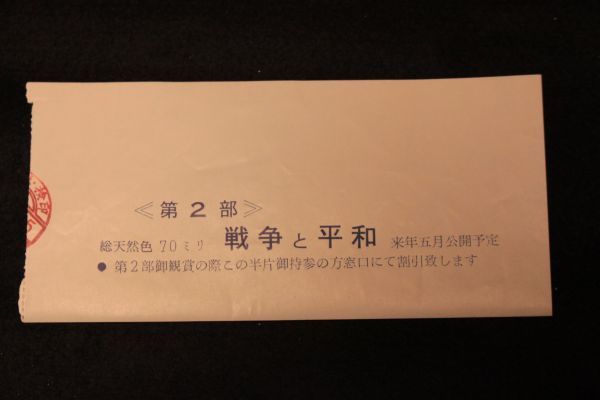 ≪第2部≫
総天然色 70ミリ 戦争と平和 来年五月公開予定
● 第2部御観賞の際この半片御持参の方窓口にて割引致します